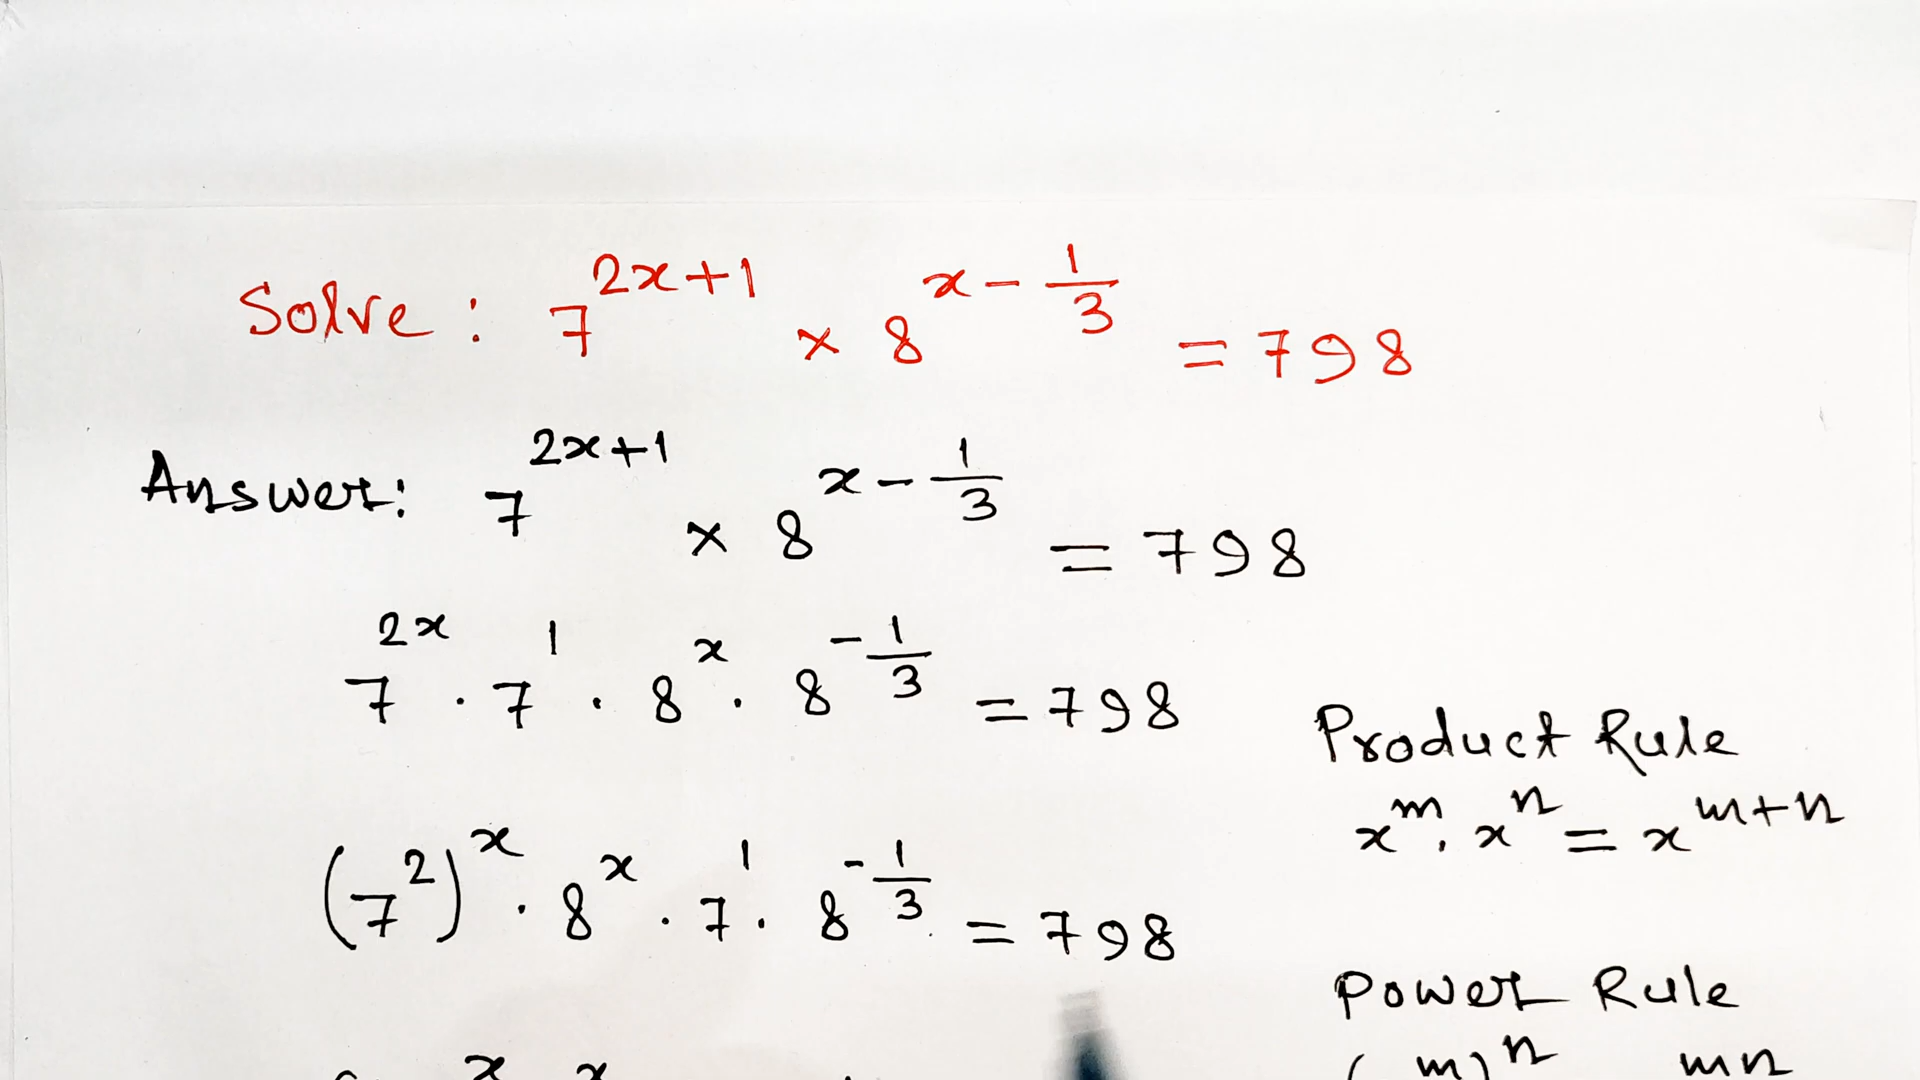 Solve : 7^{2x+1} × 8^{x - 1/3} = 798
Answer: 7^{2x+1} × 8^{x - 1/3} = 798
7^{2x} · 7^1 · 8^x · 8^{-1/3} = 798
Product Rule
x^m . x^n = x^{m+n}
(7^2)^x · 8^x · 7^1 · 8^{-1/3} = 798
Power Rule